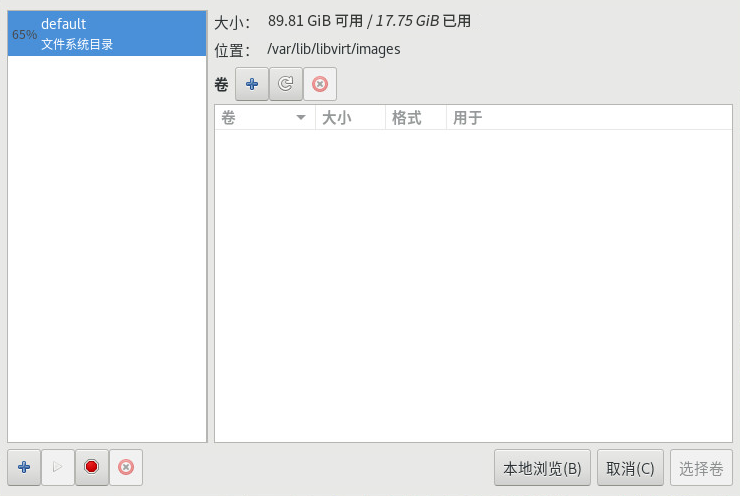 65%
default
文件系统目录
大小： 89.81 GiB 可用 / 17.75 GiB 已用
位置： /var/lib/libvirt/images
卷
卷 大小 格式 用于
本地浏览(B) 取消(C) 选择卷